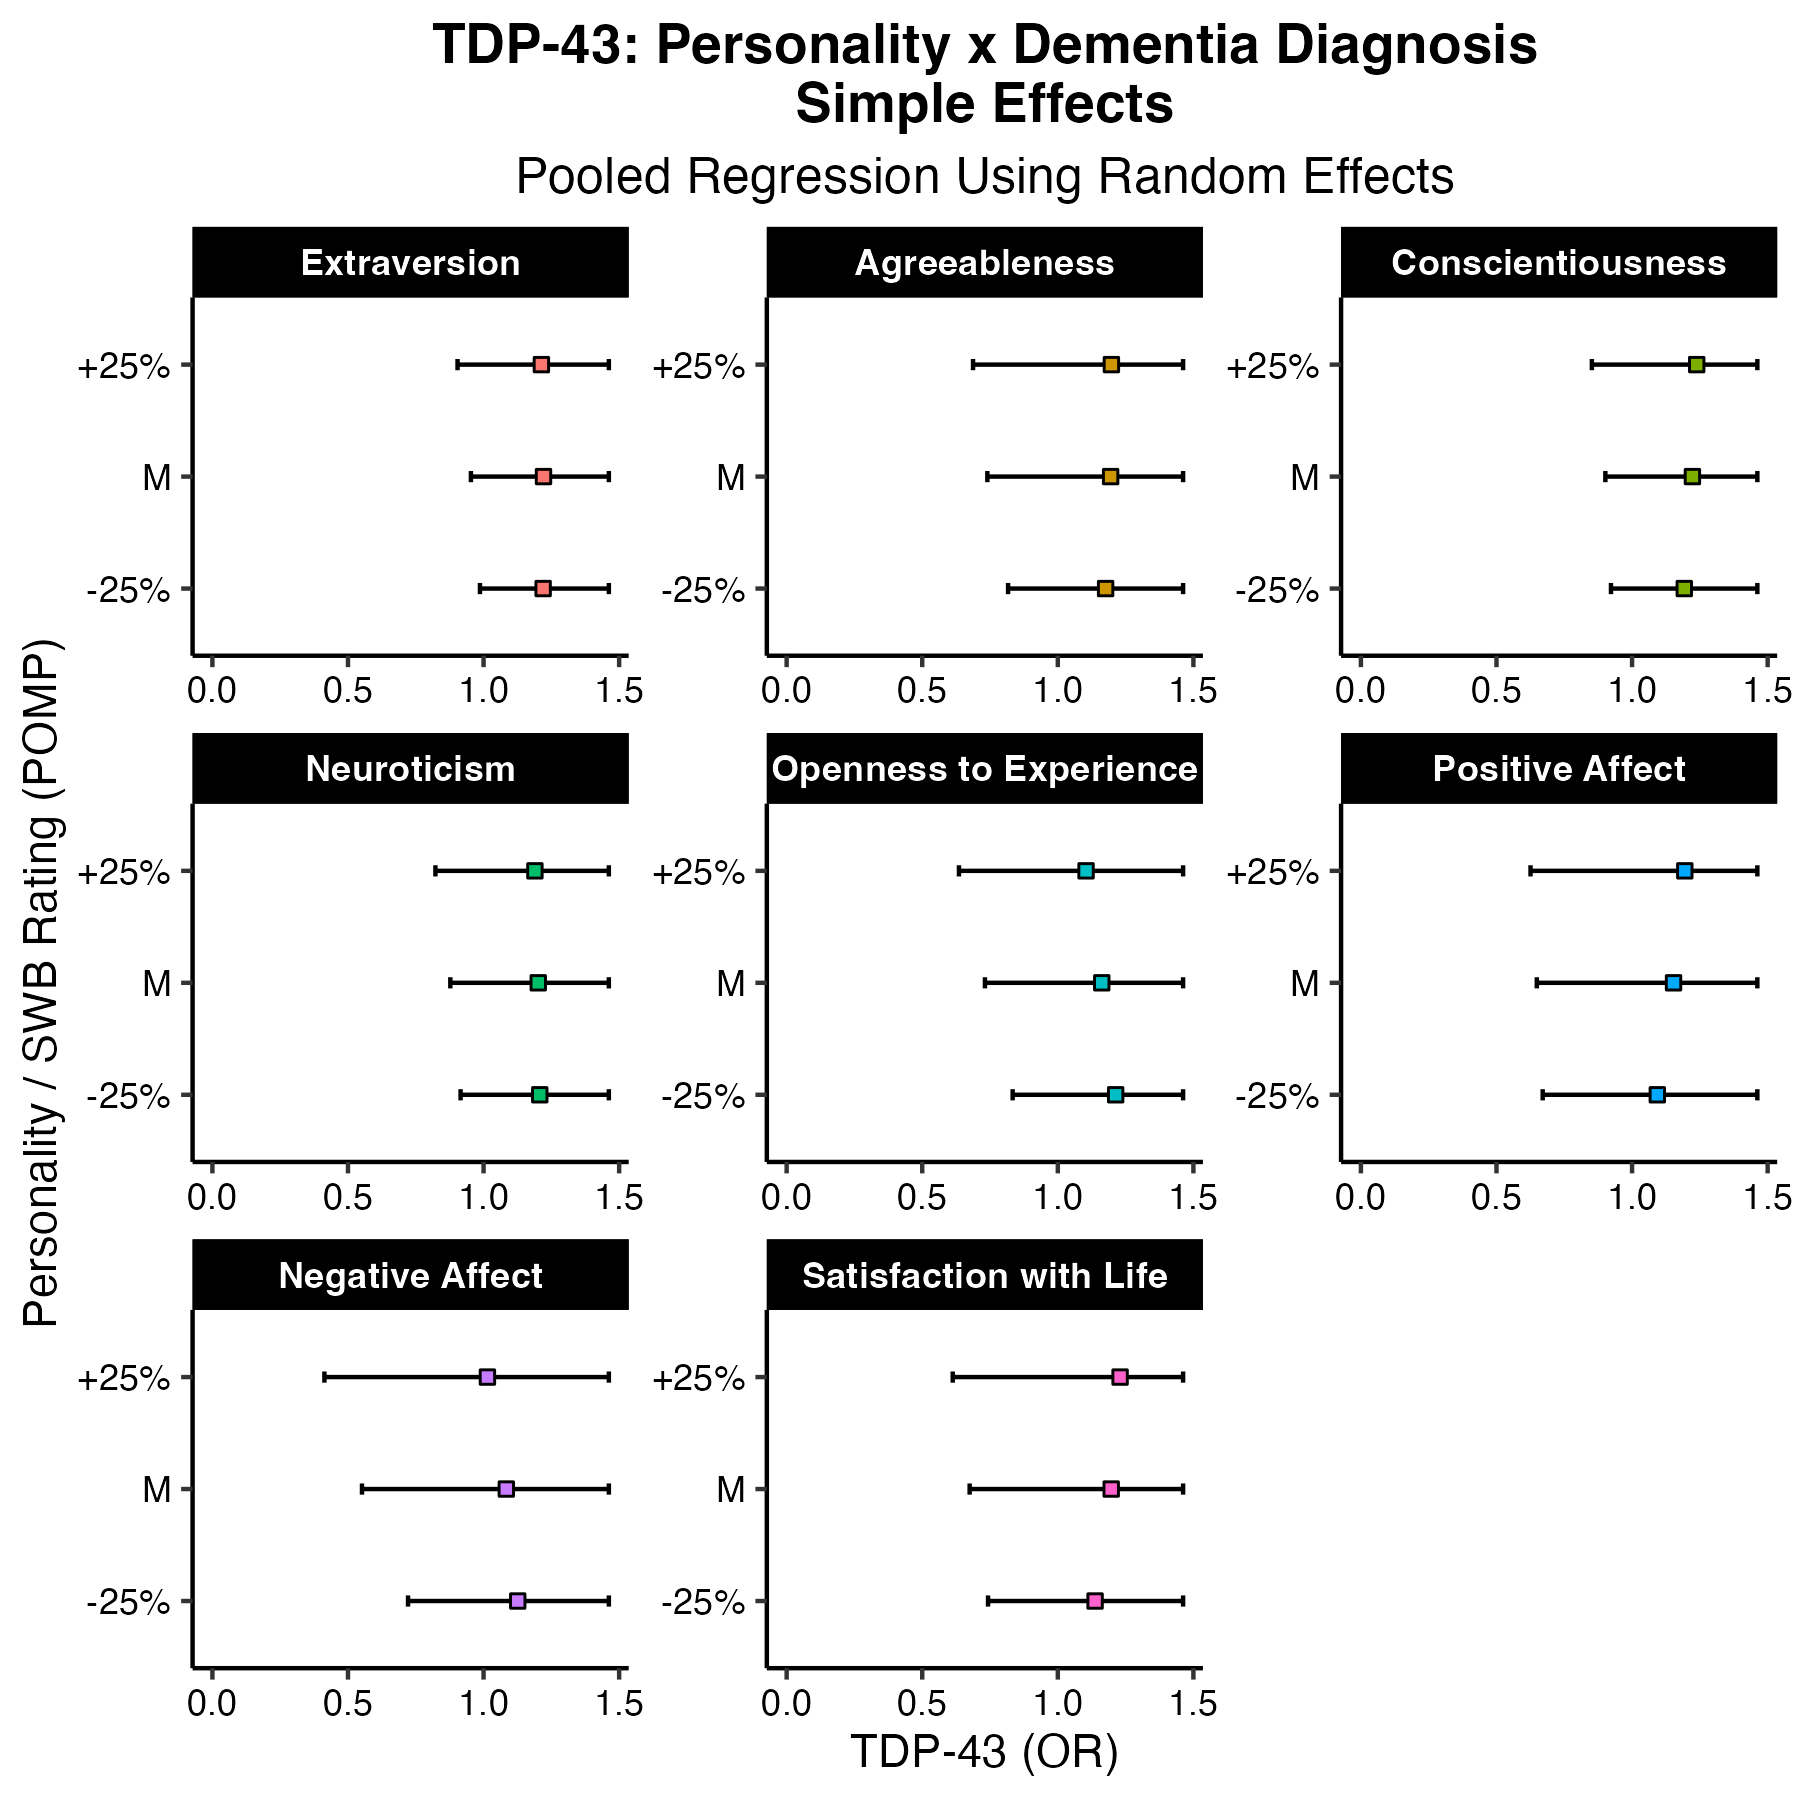 TDP-43: Personality x Dementia Diagnosis
Simple Effects
Pooled Regression Using Random Effects
Personality / SWB Rating (POMP)
Extraversion
+25%
M
-25%
0.0 0.5 1.0 1.5
Agreeableness
+25%
M
-25%
0.0 0.5 1.0 1.5
Conscientiousness
+25%
M
-25%
0.0 0.5 1.0 1.5
Neuroticism
+25%
M
-25%
0.0 0.5 1.0 1.5
Openness to Experience
+25%
M
-25%
0.0 0.5 1.0 1.5
Positive Affect
+25%
M
-25%
0.0 0.5 1.0 1.5
Negative Affect
+25%
M
-25%
0.0 0.5 1.0 1.5
Satisfaction with Life
+25%
M
-25%
0.0 0.5 1.0 1.5
TDP-43 (OR)